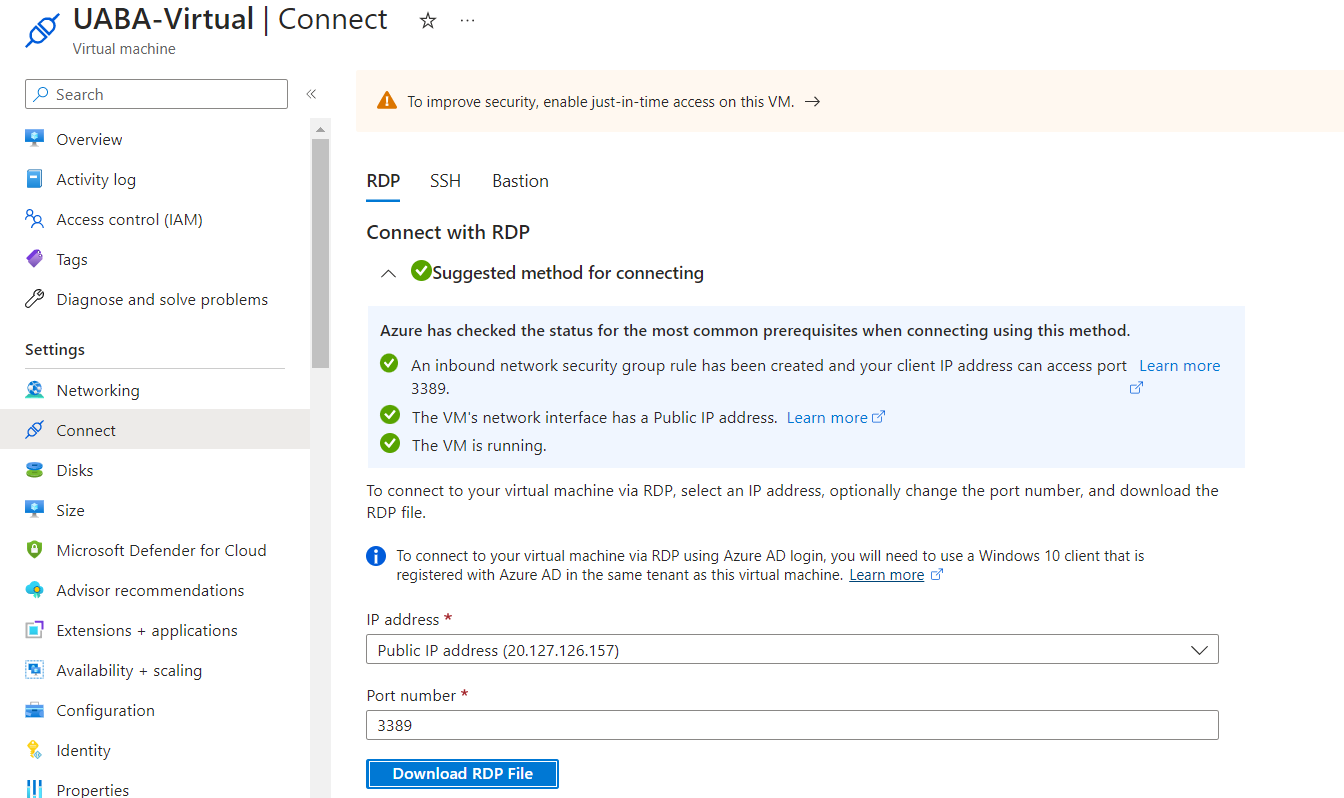 UABA-Virtual | Connect
Virtual machine
Search
Overview
Activity log
Access control (IAM)
Tags
Diagnose and solve problems
Settings
Networking
Connect
Disks
Size
Microsoft Defender for Cloud
Advisor recommendations
Extensions + applications
Availability + scaling
Configuration
Identity
Properties
To improve security, enable just-in-time access on this VM. →
RDP SSH Bastion
Connect with RDP
Suggested method for connecting
Azure has checked the status for the most common prerequisites when connecting using this method.
An inbound network security group rule has been created and your client IP address can access port Learn more
3389.
The VM's network interface has a Public IP address. Learn more
The VM is running.
To connect to your virtual machine via RDP, select an IP address, optionally change the port number, and download the
RDP file.
To connect to your virtual machine via RDP using Azure AD login, you will need to use a Windows 10 client that is
registered with Azure AD in the same tenant as this virtual machine. Learn more
IP address *
Public IP address (20.127.126.157)
Port number *
3389
Download RDP File